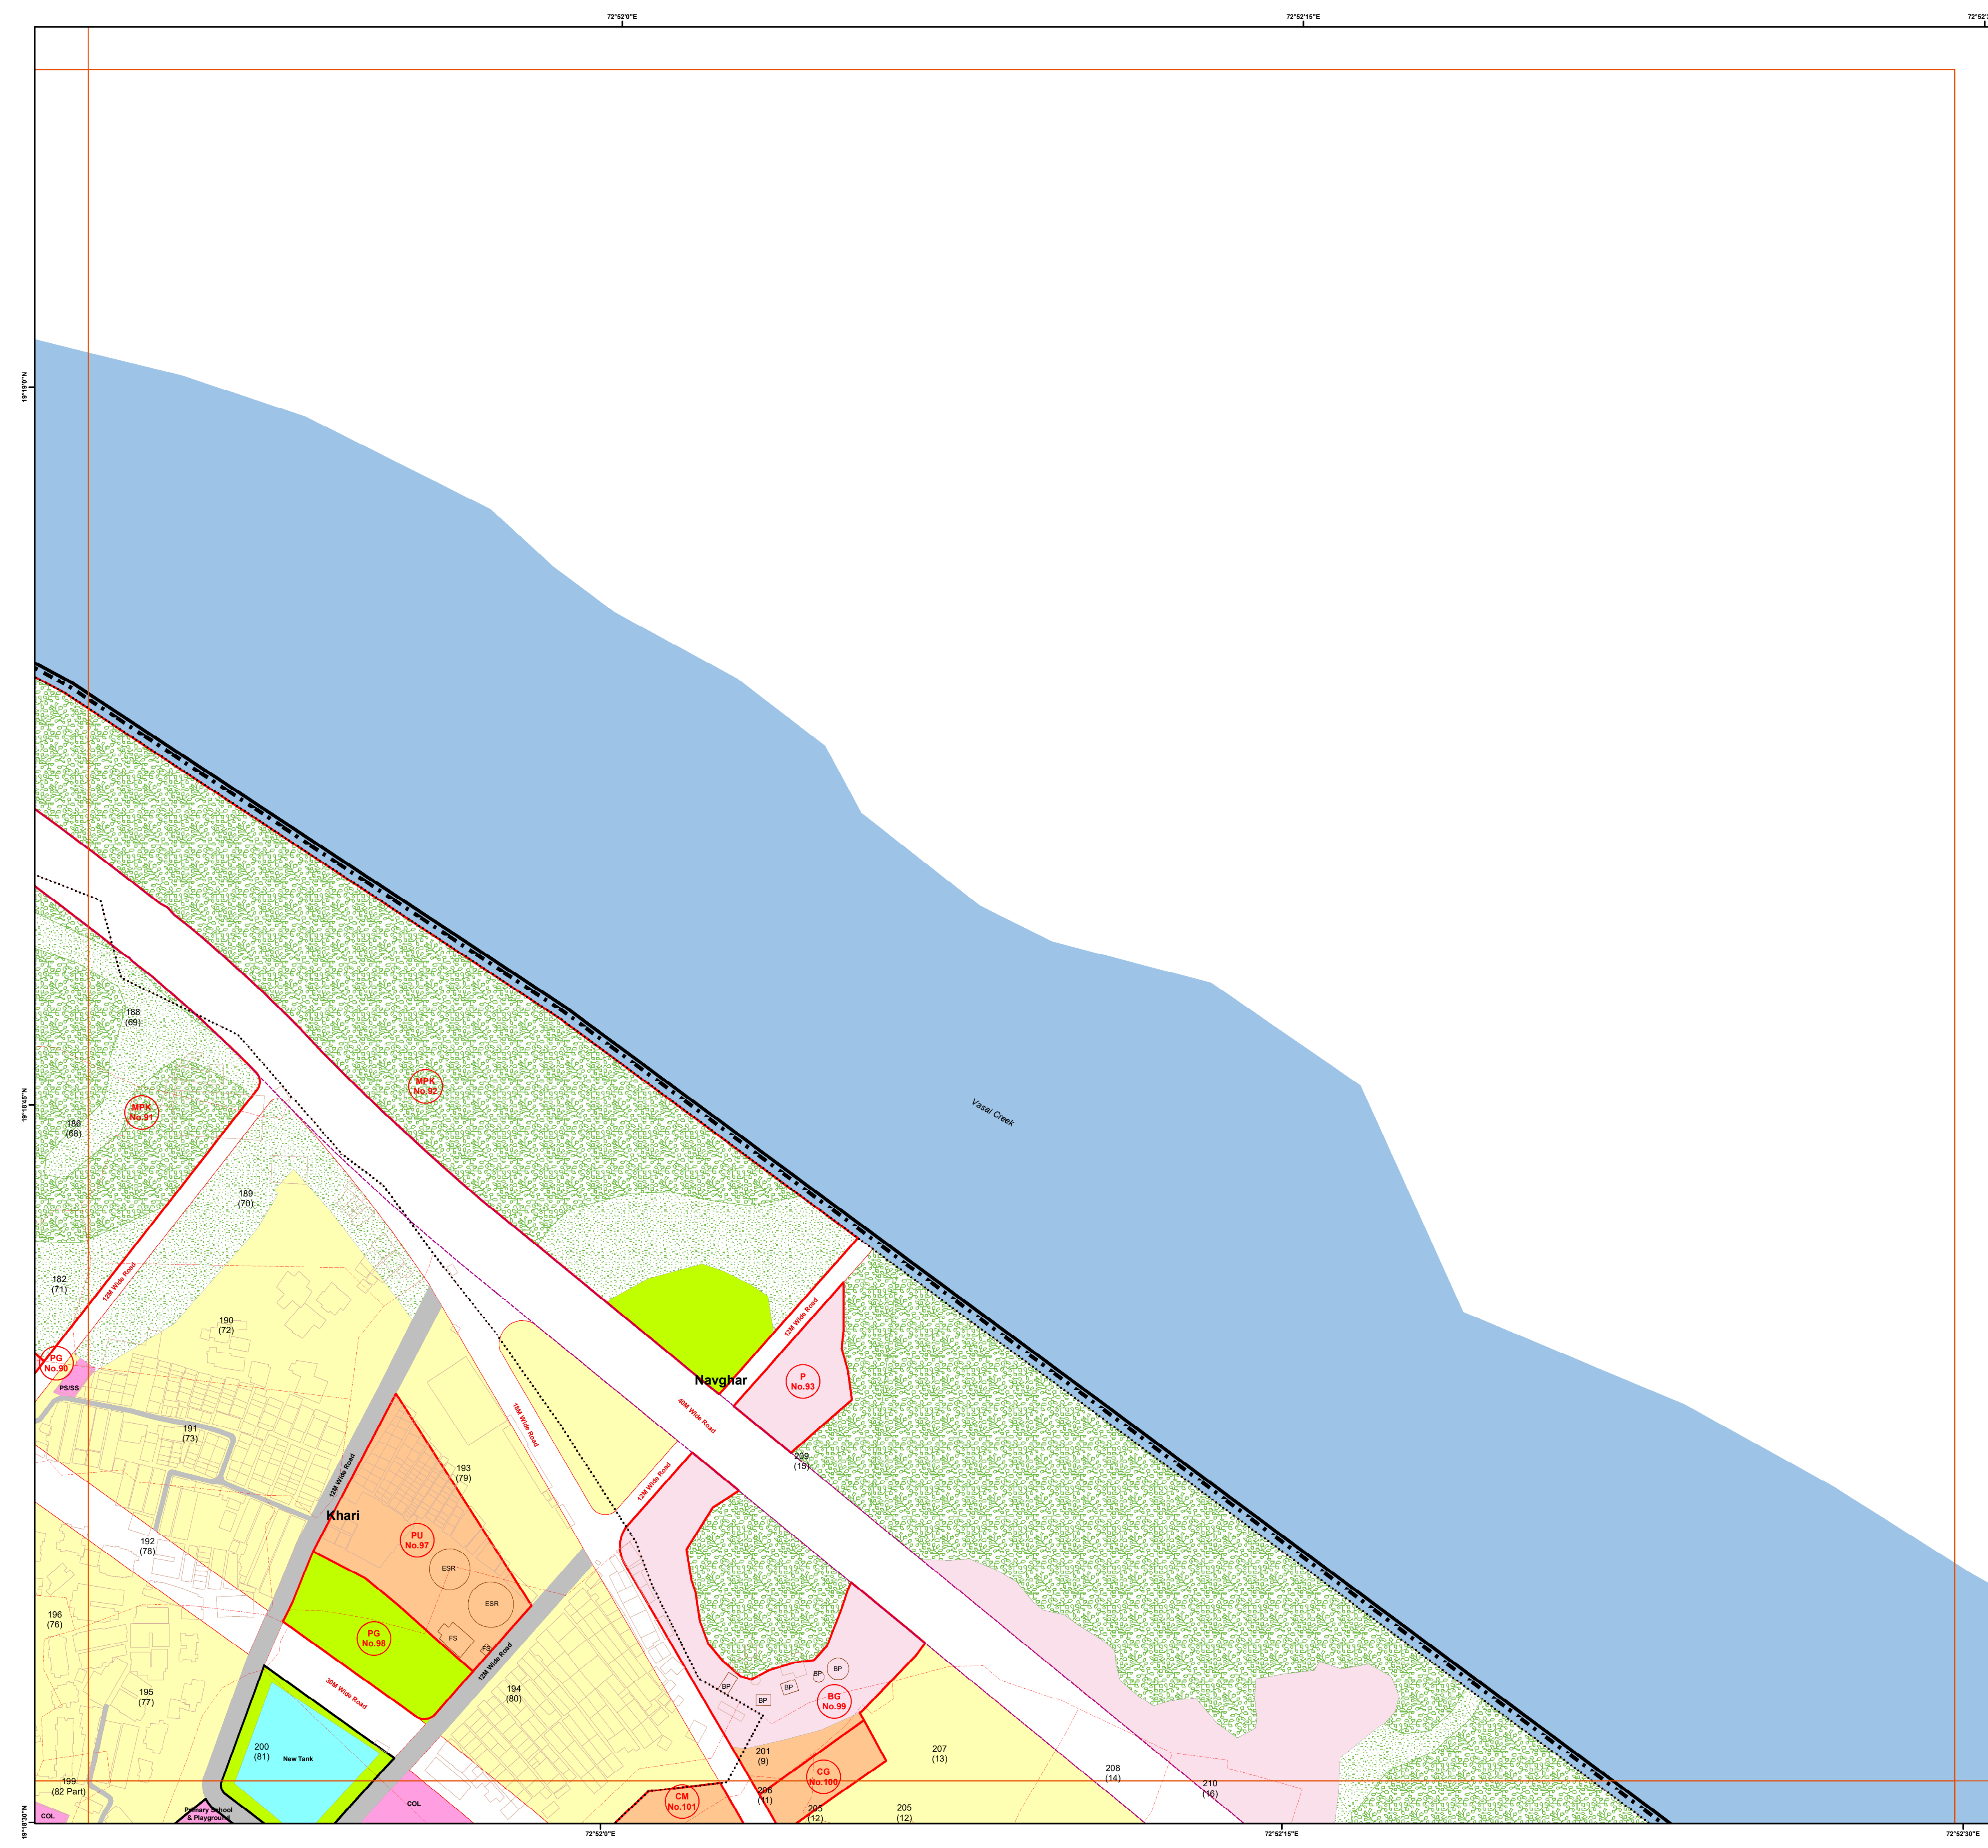 72°52'0"E
72°52'15"E
19°19'0"N
188
(69)
MPK
No.92
MPK
No.91
186
(68)
Vasai Creek
19°18'45"N
189
(70)
182
(71)
12M Wide Road
190
(72)
12M Wide Road
PG
No.90
PS/SS
P
No.93
Navghar
40M Wide Road
18M Wide Road
191
(73)
193
(79)
209
(15)
12M Wide Road
12M Wide Road
Khari
PU
No.97
192
(78)
ESR
ESR
196
(76)
PG
No.98
FS
FS
12M Wide Road
30M Wide Road
195
(77)
194
(80)
BP
BP
BP
BP
BP
BG
No.99
200
(81)
New Tank
201
(9)
207
(13)
208
(14)
210
(16)
199
(82 Part)
206
(11)
CG
No.100
CM
No.101
COL
COL
Primary School
& Playground
205
(12)
205
(12)
19°18'30"N
72°52'0"E
72°52'15"E
72°52'30"E